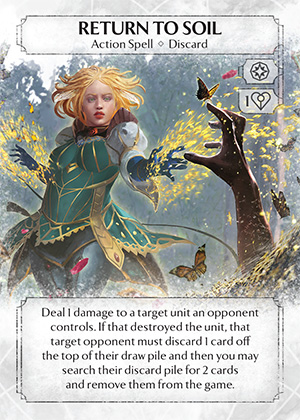 RETURN TO SOIL
Action Spell ◇ Discard
1
Deal 1 damage to a target unit an opponent
controls. If that destroyed the unit, that
target opponent must discard 1 card off
the top of their draw pile and then you may
search their discard pile for 2 cards
and remove them from the game.